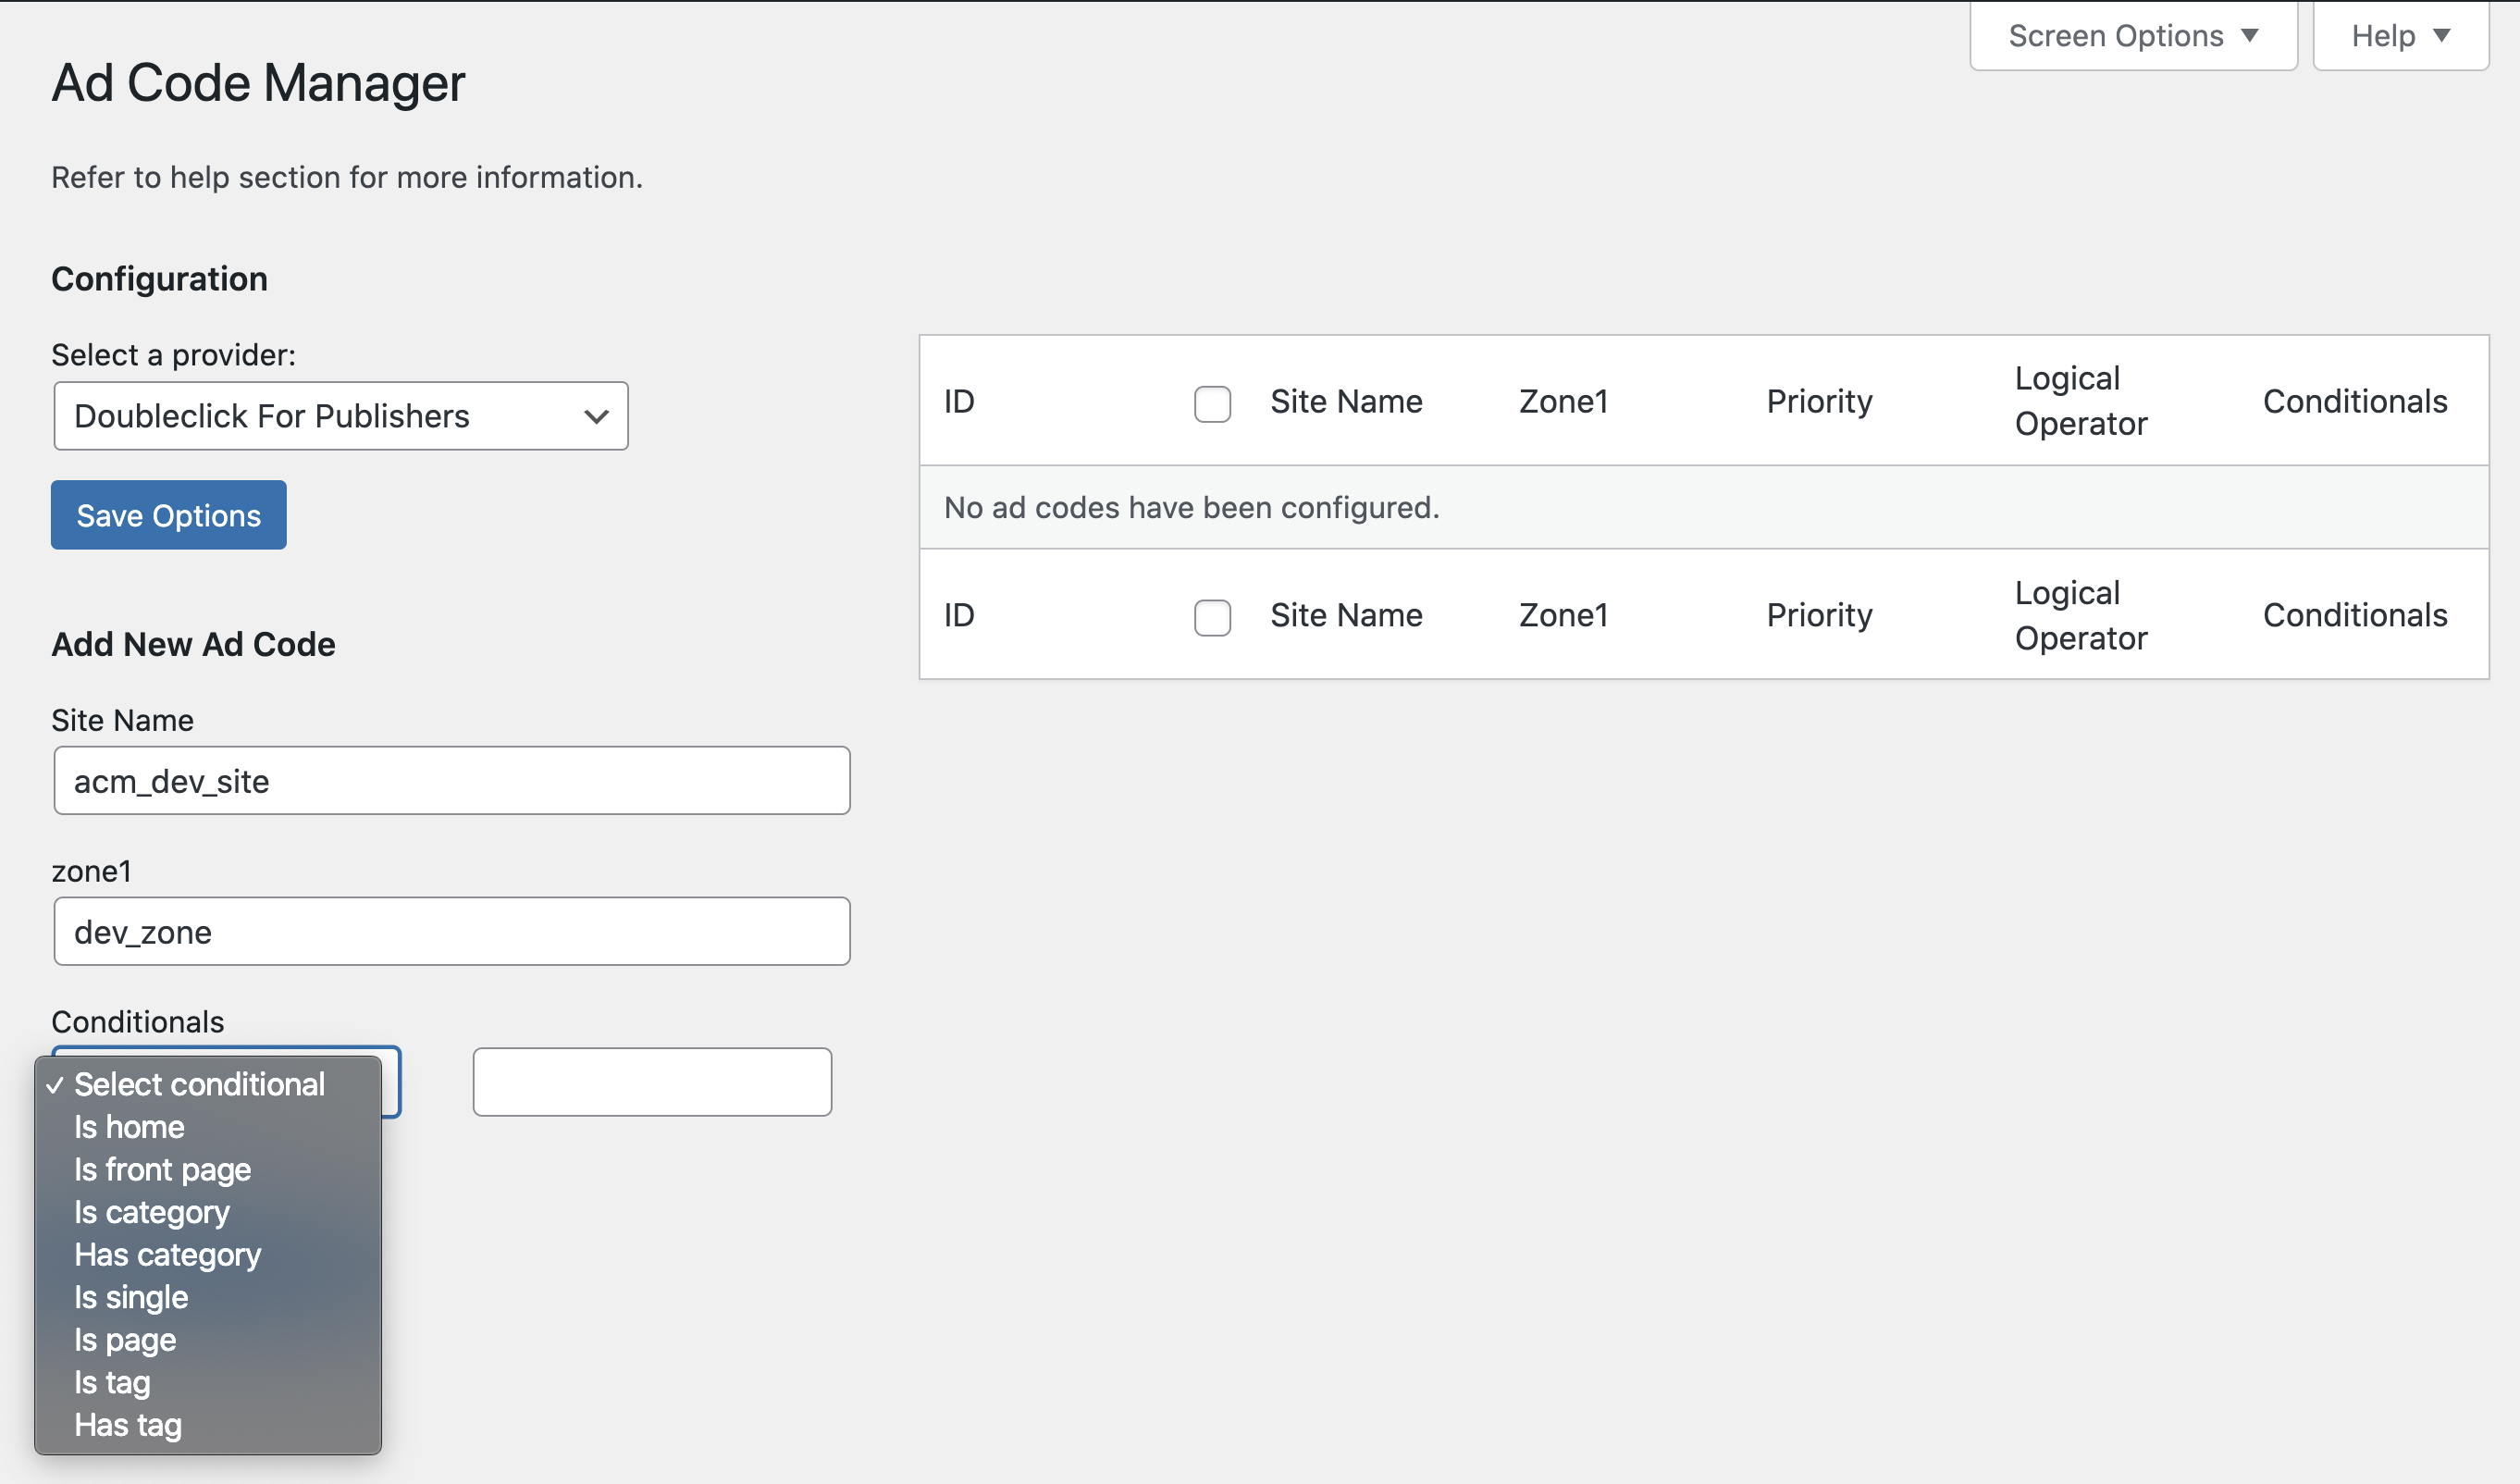 Screen Options ▼
Help ▼
Ad Code Manager
Refer to help section for more information.
Configuration
Select a provider:
Doubleclick For Publishers
Save Options
Add New Ad Code
Site Name
acm_dev_site
zone1
dev_zone
Conditionals
✓ Select conditional
Is home
Is front page
Is category
Has category
Is single
Is page
Is tag
Has tag
ID Site Name Zone1 Priority Logical Operator Conditionals
No ad codes have been configured.
ID Site Name Zone1 Priority Logical Operator Conditionals